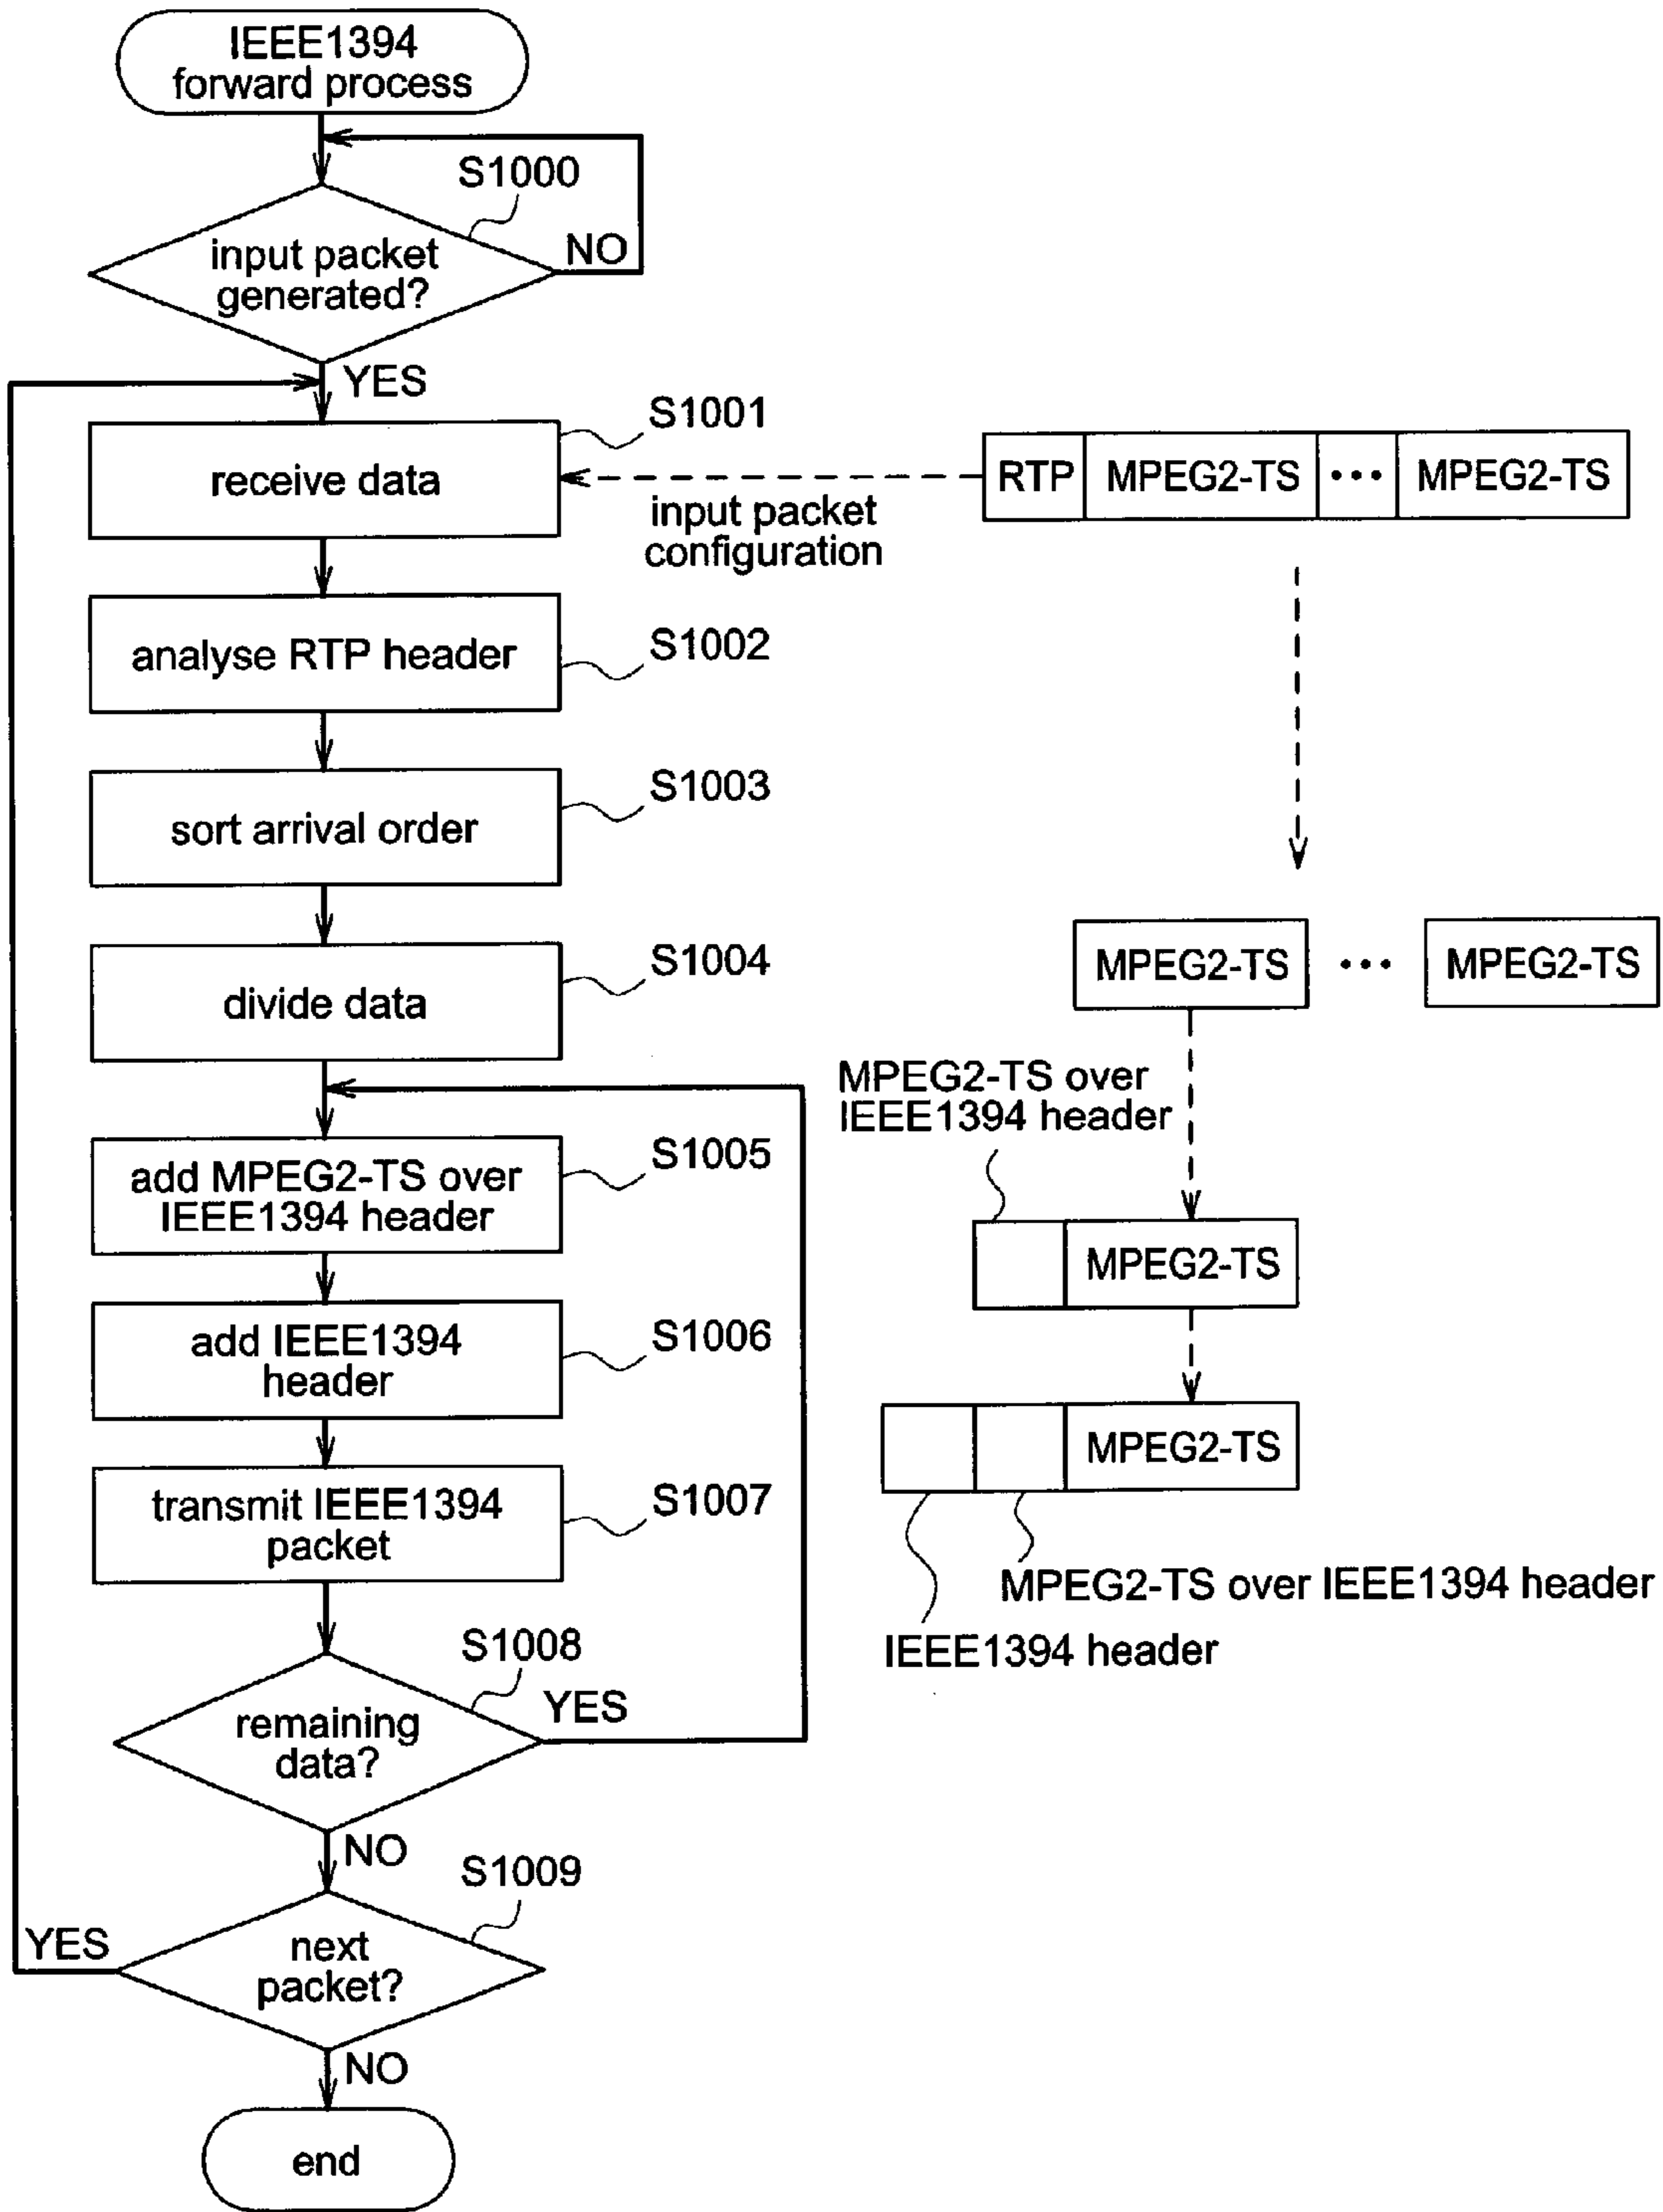 IEEE1394
forward process
S1000
input packet
generated?
NO
YES
S1001
receive data
input packet
configuration
RTP
MPEG2-TS
•••
MPEG2-TS
analyse RTP header
S1002
sort arrival order
S1003
divide data
S1004
MPEG2-TS
•••
MPEG2-TS
MPEG2-TS over
IEEE1394 header
add MPEG2-TS over
IEEE1394 header
S1005
MPEG2-TS
add IEEE1394
header
S1006
MPEG2-TS
MPEG2-TS over IEEE1394 header
IEEE1394 header
transmit IEEE1394
packet
S1007
S1008
remaining
data?
YES
NO
S1009
next
packet?
YES
NO
end